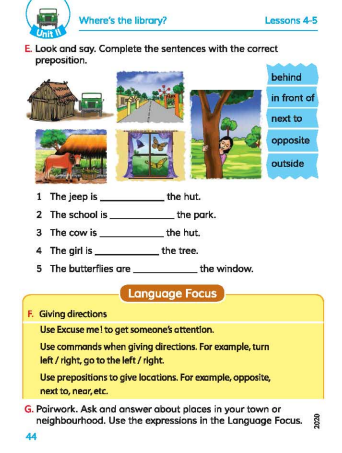 Unit 11
Where's the library?
Lessons 4-5
E. Look and say. Complete the sentences with the correct
preposition.
behind
in front of
next to
opposite
outside
1 The jeep is ____________ the hut.
2 The school is ____________ the park.
3 The cow is ____________ the hut.
4 The girl is ____________ the tree.
5 The butterflies are ____________ the window.
Language Focus
F. Giving directions
Use Excuse me! to get someone's attention.
Use commands when giving directions. For example, turn
left / right, go to the left / right.
Use prepositions to give locations. For example, opposite,
next to, near, etc.
G. Pairwork. Ask and answer about places in your town or
neighbourhood. Use the expressions in the Language Focus.
44
2020